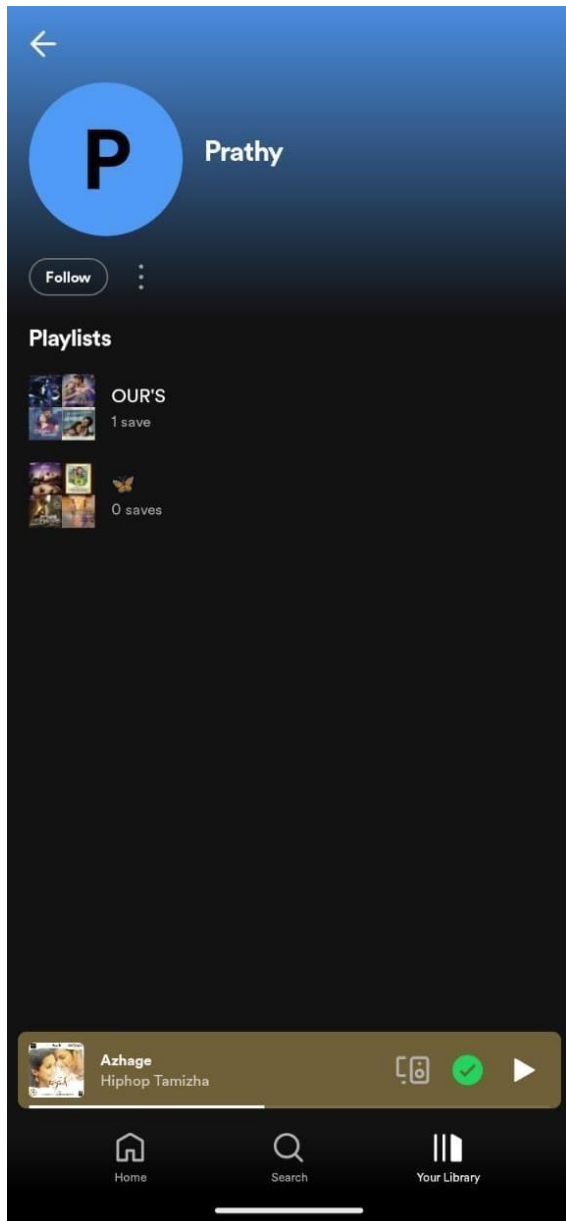 P
Prathy
Follow
Playlists
OUR'S
1 save
🦋
0 saves
Azhage
Hiphop Tamizha
Home
Search
Your Library